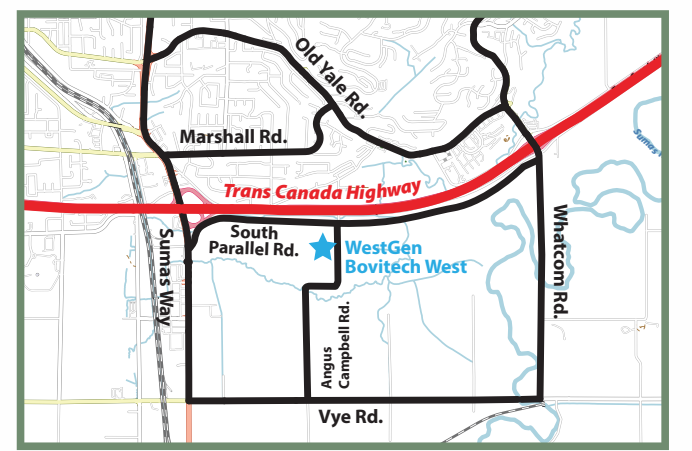 Old Yale Rd.
Marshall Rd.
Trans Canada Highway
South
Parallel Rd.
WestGen
Bovitech West
Sumas Way
Whatcom Rd.
Angus
Campbell Rd.
Vye Rd.
Sumas